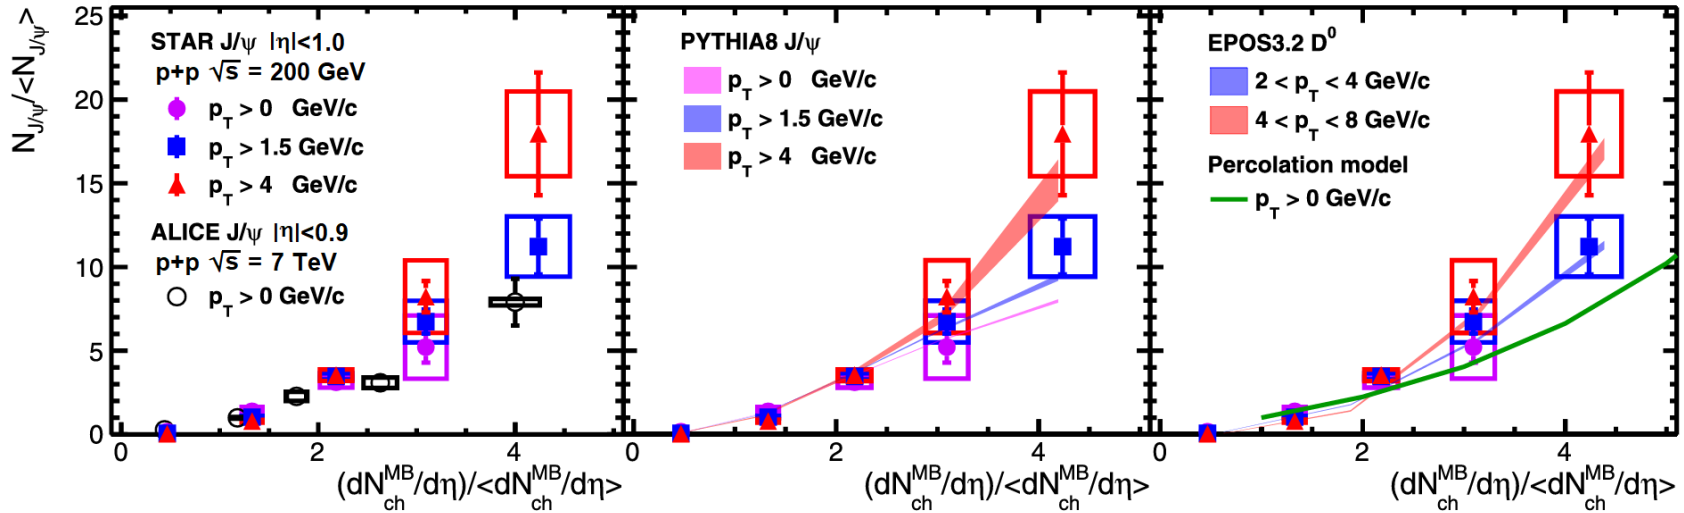 N_J/ψ/<N_J/ψ>
25
20
15
10
5
0
STAR J/ψ |η|<1.0
p+p √s = 200 GeV
p_T > 0 GeV/c
p_T > 1.5 GeV/c
p_T > 4 GeV/c
ALICE J/ψ |η|<0.9
p+p √s = 7 TeV
p_T > 0 GeV/c
0 2 4
(dN_ch^MB/dη)/<dN_ch^MB/dη>
PYTHIA8 J/ψ
p_T > 0 GeV/c
p_T > 1.5 GeV/c
p_T > 4 GeV/c
0 2 4
(dN_ch^MB/dη)/<dN_ch^MB/dη>
EPOS3.2 D^0
2 < p_T < 4 GeV/c
4 < p_T < 8 GeV/c
Percolation model
p_T > 0 GeV/c
0 2 4
(dN_ch^MB/dη)/<dN_ch^MB/dη>